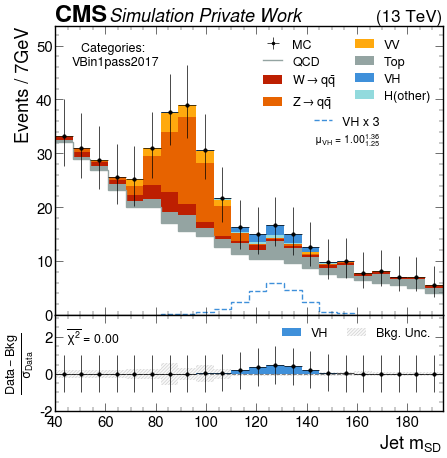 CMS Simulation Private Work (13 TeV)
Categories:
VBin1pass2017
MC
QCD
W→qq̄
Z→qq̄
VV
Top
VH
H(other)
VH x 3
μVH = 1.00 1.36 1.25
Events / 7GeV
50
40
30
20
10
0
χ² = 0.00
VH
Bkg. Unc.
Data − Bkg
σData
2
0
-2
40 60 80 100 120 140 160 180
Jet mSD